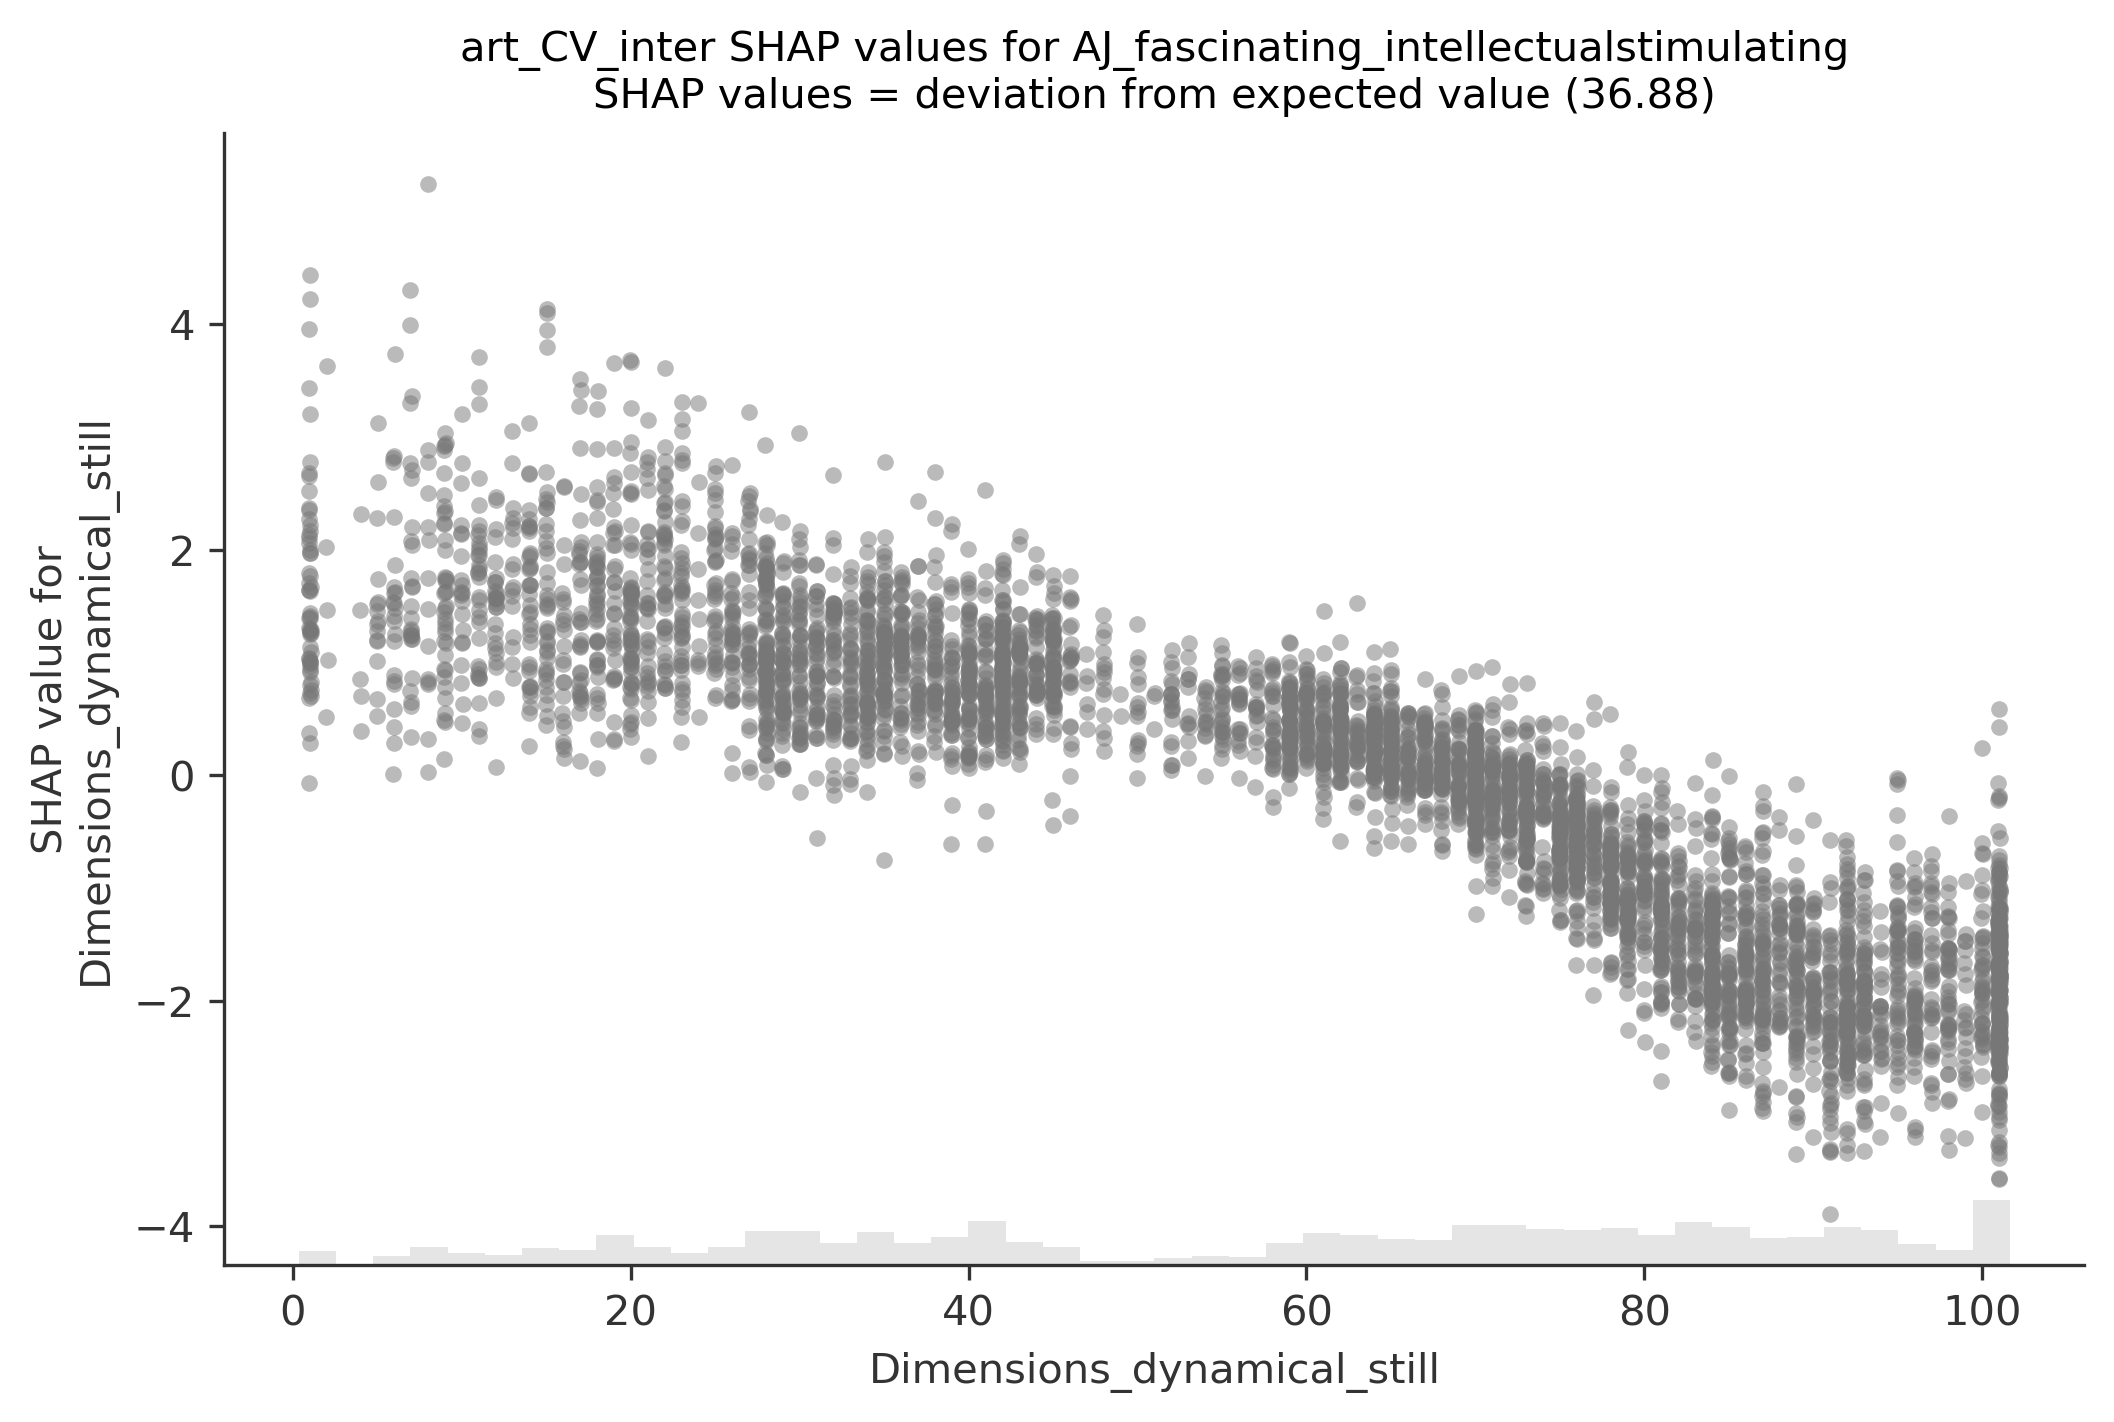 art_CV_inter SHAP values for AJ_fascinating_intellectualstimulating
SHAP values = deviation from expected value (36.88)
SHAP value for
Dimensions_dynamical_still
4
2
0
−2
−4
0
20
40
60
80
100
Dimensions_dynamical_still